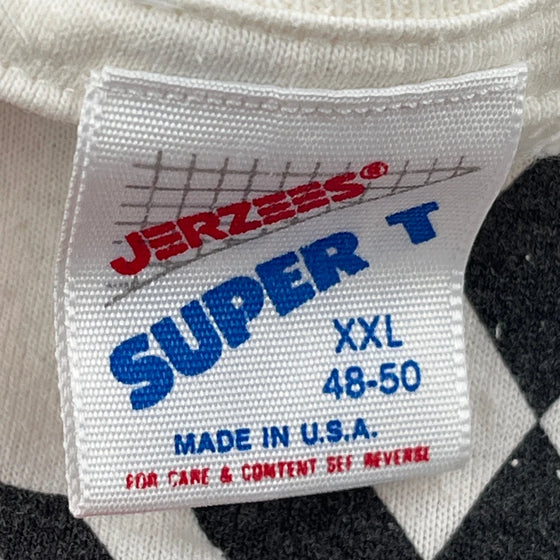 JERZEES®
SUPER T
XXL
48-50
MADE IN U.S.A.
FOR CARE & CONTENT SEE REVERSE